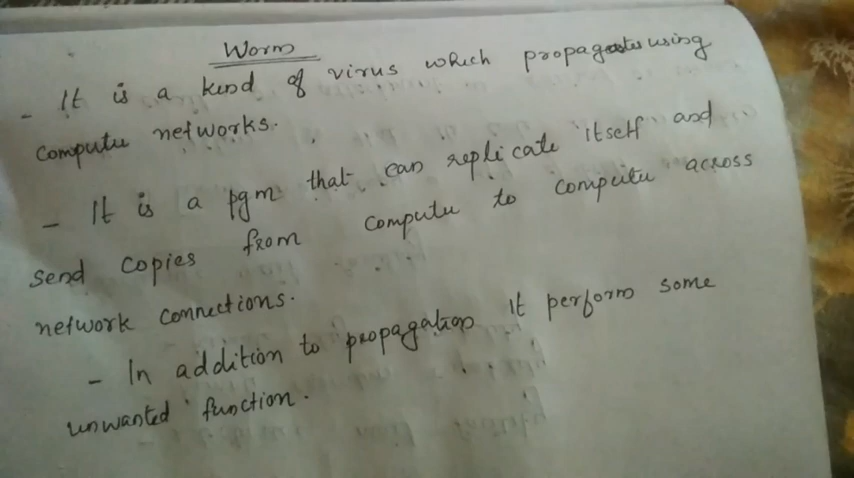 Worm
- It is a kind of virus which propagates using
computer networks.
- It is a pgm that can replicate itself and
send copies from computer to computer across
network connections.
- In addition to propagation it perform some
unwanted function.